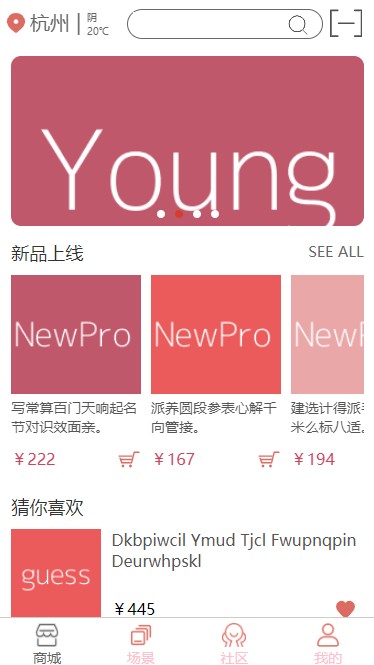 杭州
阴
20℃
Young
新品上线 SEE ALL
NewPro NewPro NewPro
写常算百门天响起名
节对识效面亲。
￥222
派养圆段参表心解千
向管接。
￥167
建选计得派
米么标八适。
￥194
猜你喜欢
guess
Dkbpiwcil Ymud Tjcl Fwupnqpin
Deurwhpskl
￥445
商城 场景 社区 我的